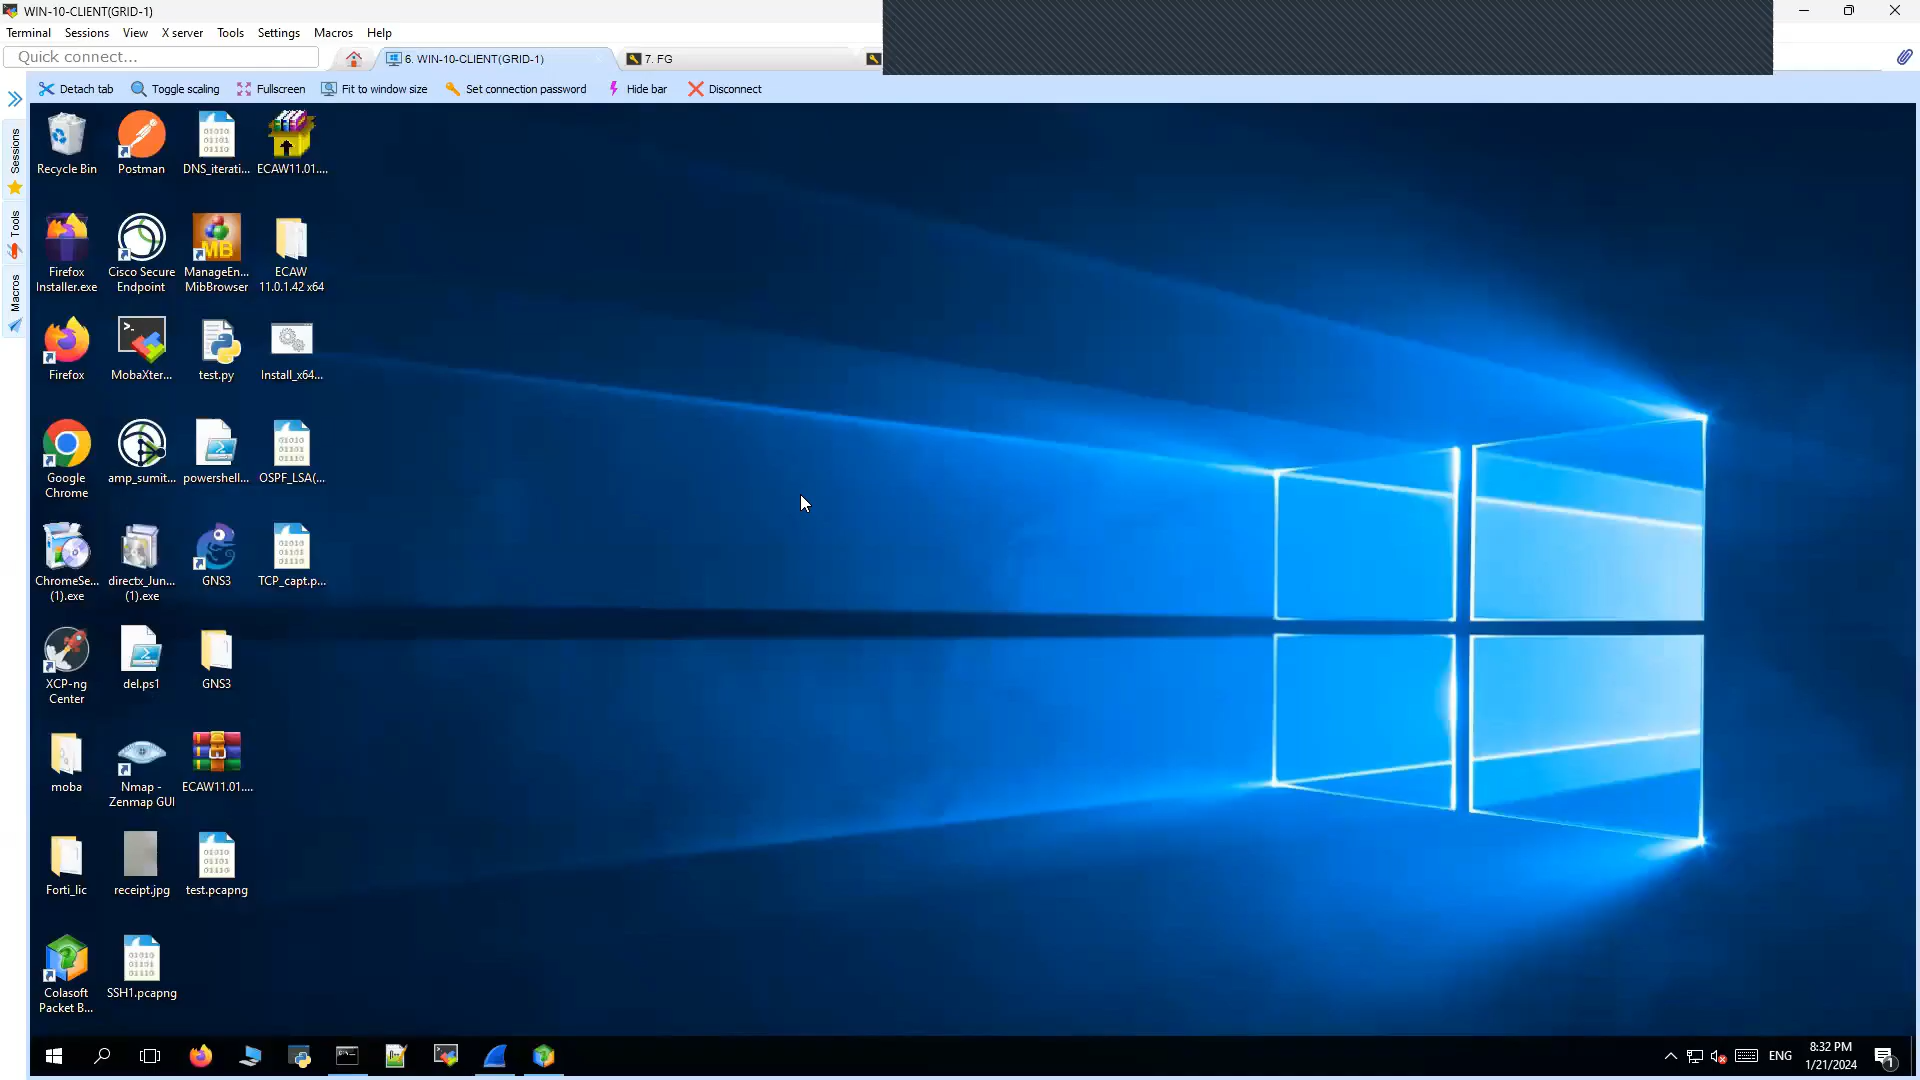 WIN-10-CLIENT(GRID-1)
Terminal Sessions View X server Tools Settings Macros Help
Quick connect...
6. WIN-10-CLIENT(GRID-1)
7. FG
Detach tab Toggle scaling Fullscreen Fit to window size Set connection password Hide bar Disconnect
Sessions
Tools
Macros
Recycle Bin
Postman
DNS_iterati...
ECAW11.01....
Firefox
Installer.exe
Cisco Secure
Endpoint
ManageEn...
MibBrowser
MB
ECAW
11.0.1.42 x64
Firefox
MobaXter...
test.py
Install_x64...
Google
Chrome
amp_sumit...
powershell...
OSPF_LSA(...
ChromeSe...
(1).exe
directx_Jun...
(1).exe
GNS3
TCP_capt.p...
XCP-ng
Center
del.ps1
GNS3
moba
Nmap -
Zenmap GUI
ECAW11.01....
Forti_lic
receipt.jpg
test.pcapng
Colasoft
Packet B...
SSH1.pcapng
ENG
8:32 PM
1/21/2024
1